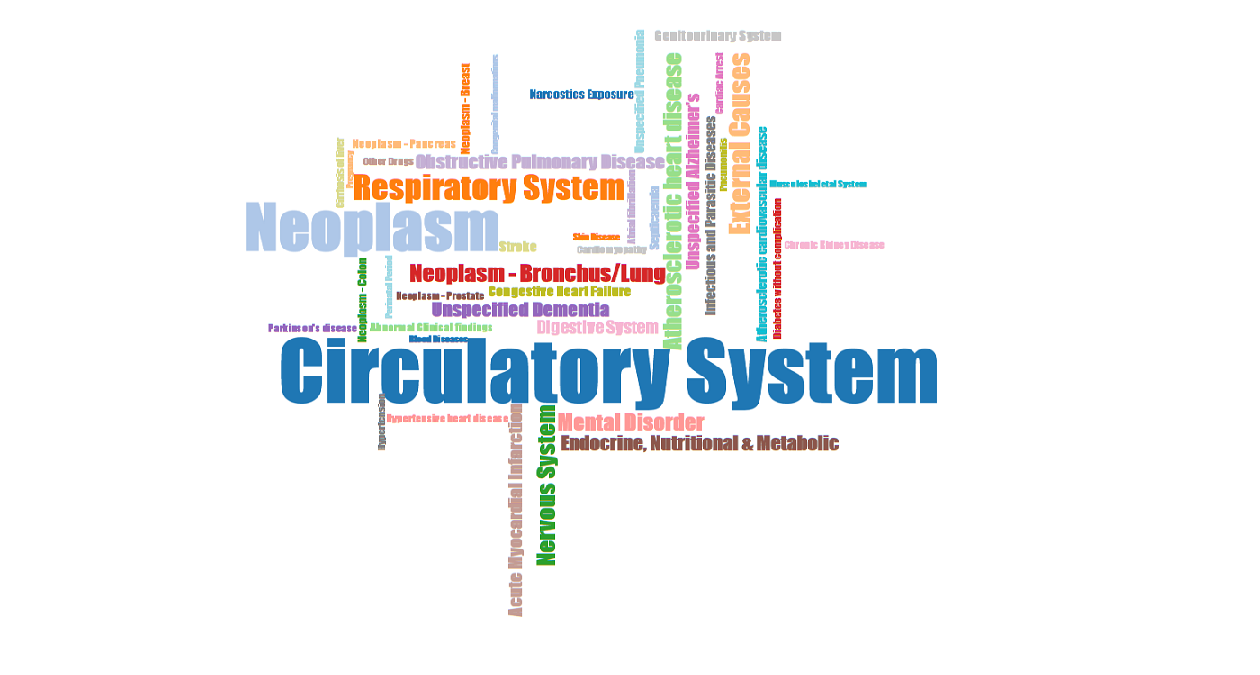 Genitourinary System
Unspecified Pneumonia
Atherosclerotic heart disease
Cardiac Arrest
External Causes
Neoplasm - Breast
Congenital malformations
Narcostics Exposure
Unspecified Alzheimer's
Infectious and Parasitic Diseases
Pneumonitis
Atherosclerotic cardiovascular disease
Cirrhosis of liver
Neoplasm - Pancreas
Other Drugs
Obstructive Pulmonary Disease
Respiratory System
Atrial fibrillation
Septicaemia
Musculoskeletal System
Diabetes without complication
Neoplasm
Stroke
Skin Disease
Cardiomyopathy
Chronic Kidney Disease
Neoplasm - Colon
Perinatal Period
Neoplasm - Bronchus/Lung
Neoplasm - Prostate
Congestive Heart Failure
Unspecified Dementia
Parkinson's disease
Abnormal Clinical findings
Digestive System
Blood Diseases
Circulatory System
Hypertension
Hypertensive heart disease
Acute Myocardial Infarction
Nervous System
Mental Disorder
Endocrine, Nutritional & Metabolic